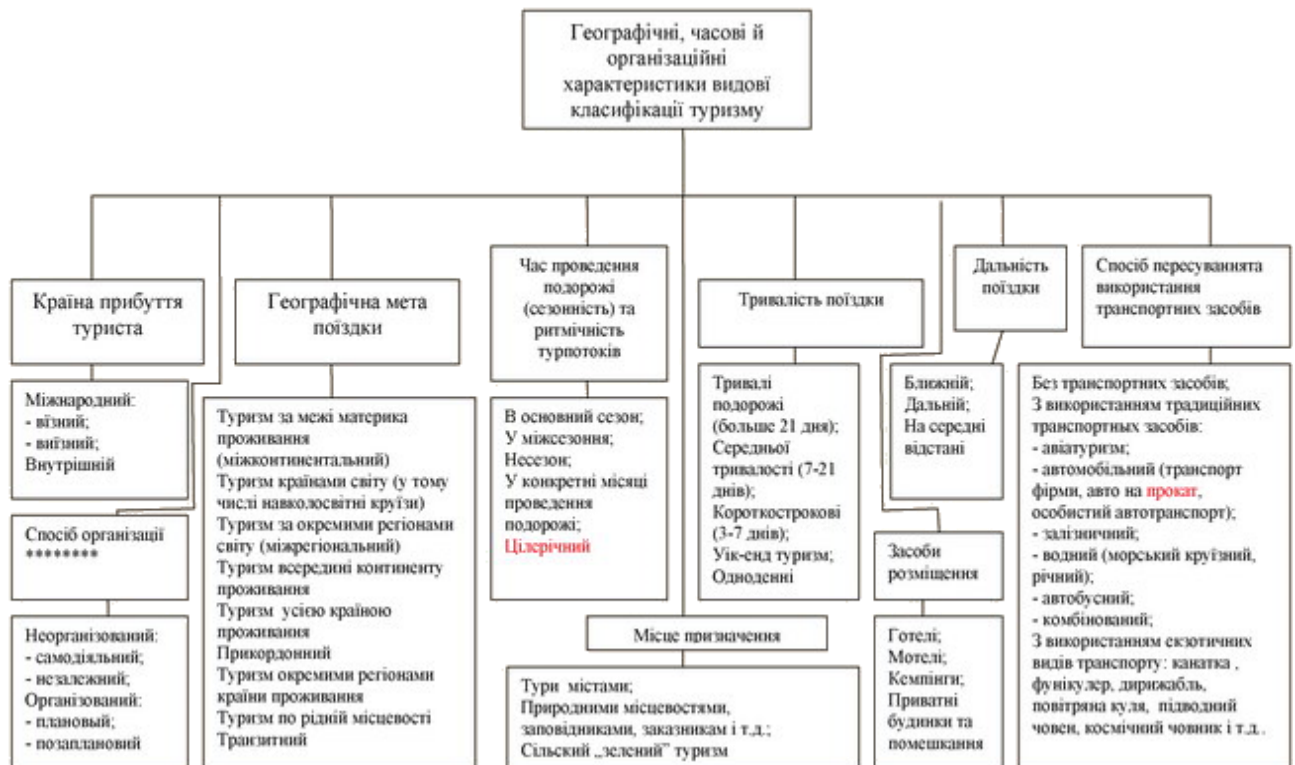 Географічні, часові й
організаційні
характеристики видової
класифікації туризму
Країна прибуття
туриста
Міжнародний:
- візний;
- виїзний;
Внутрішній
Спосіб організації
********
Неорганізований:
- самодіяльний;
- незалежний;
Організований:
- плановый;
- позаплановий
Географічна мета
поїздки
Туризм за межі материка
проживання
(міжконтинентальний)
Туризм країнами світу (у тому
числі навколосвітні круїзи)
Туризм за окремими регіонами
світу (міжрегіональний)
Туризм всередині континенту
проживання
Туризм усією країною
проживання
Прикордонний
Туризм окремими регіонами
країни проживання
Туризм по рідній місцевості
Транзитний
Час проведення
подорожі
(сезонність) та
ритмічність
турпотоків
В основний сезон;
У міжсезоння;
Несезон;
У конкретні місяці
проведення
подорожі;
Цілерічний
Місце призначення
Тури містами;
Природними місцевостями,
заповідниками, заказникам і т.д.;
Сільский „зелений” туризм
Тривалість поїздки
Тривалі
подорожі
(больше 21 дня);
Середньої
тривалості (7-21
днів);
Короткострокові
(3-7 днів);
Уік-енд туризм;
Одноденні
Дальність
поїздки
Ближній;
Дальній;
На середні
відстані
Засоби
розміщення
Готелі;
Мотелі;
Кемпінги;
Приватні
будинки та
помешкання
Спосіб пересуваннята
використання
транспортних засобів
Без транспортних засобів;
З використанням традиційних
транспортных засобів:
- авіатуризм;
- автомобільний (транспорт
фірми, авто на прокат,
особистий автотранспорт);
- залізничний;
- водний (морський круїзний,
річний);
- автобусний;
- комбінований;
З використанням екзотичних
видів транспорту: канатка ,
фунікулер, дирижабль,
повітряна куля, підводний
човен, космічний човник і т.д..